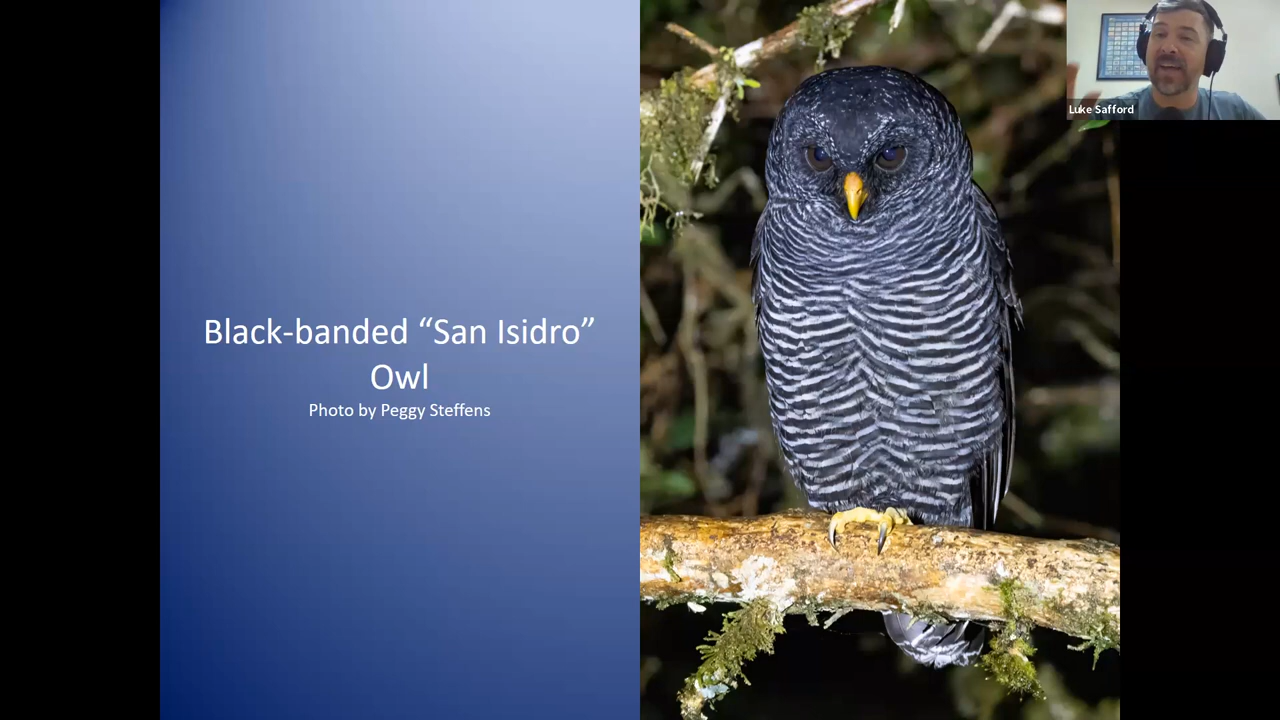 Luke Safford
Black-banded “San Isidro”
Owl
Photo by Peggy Steffens